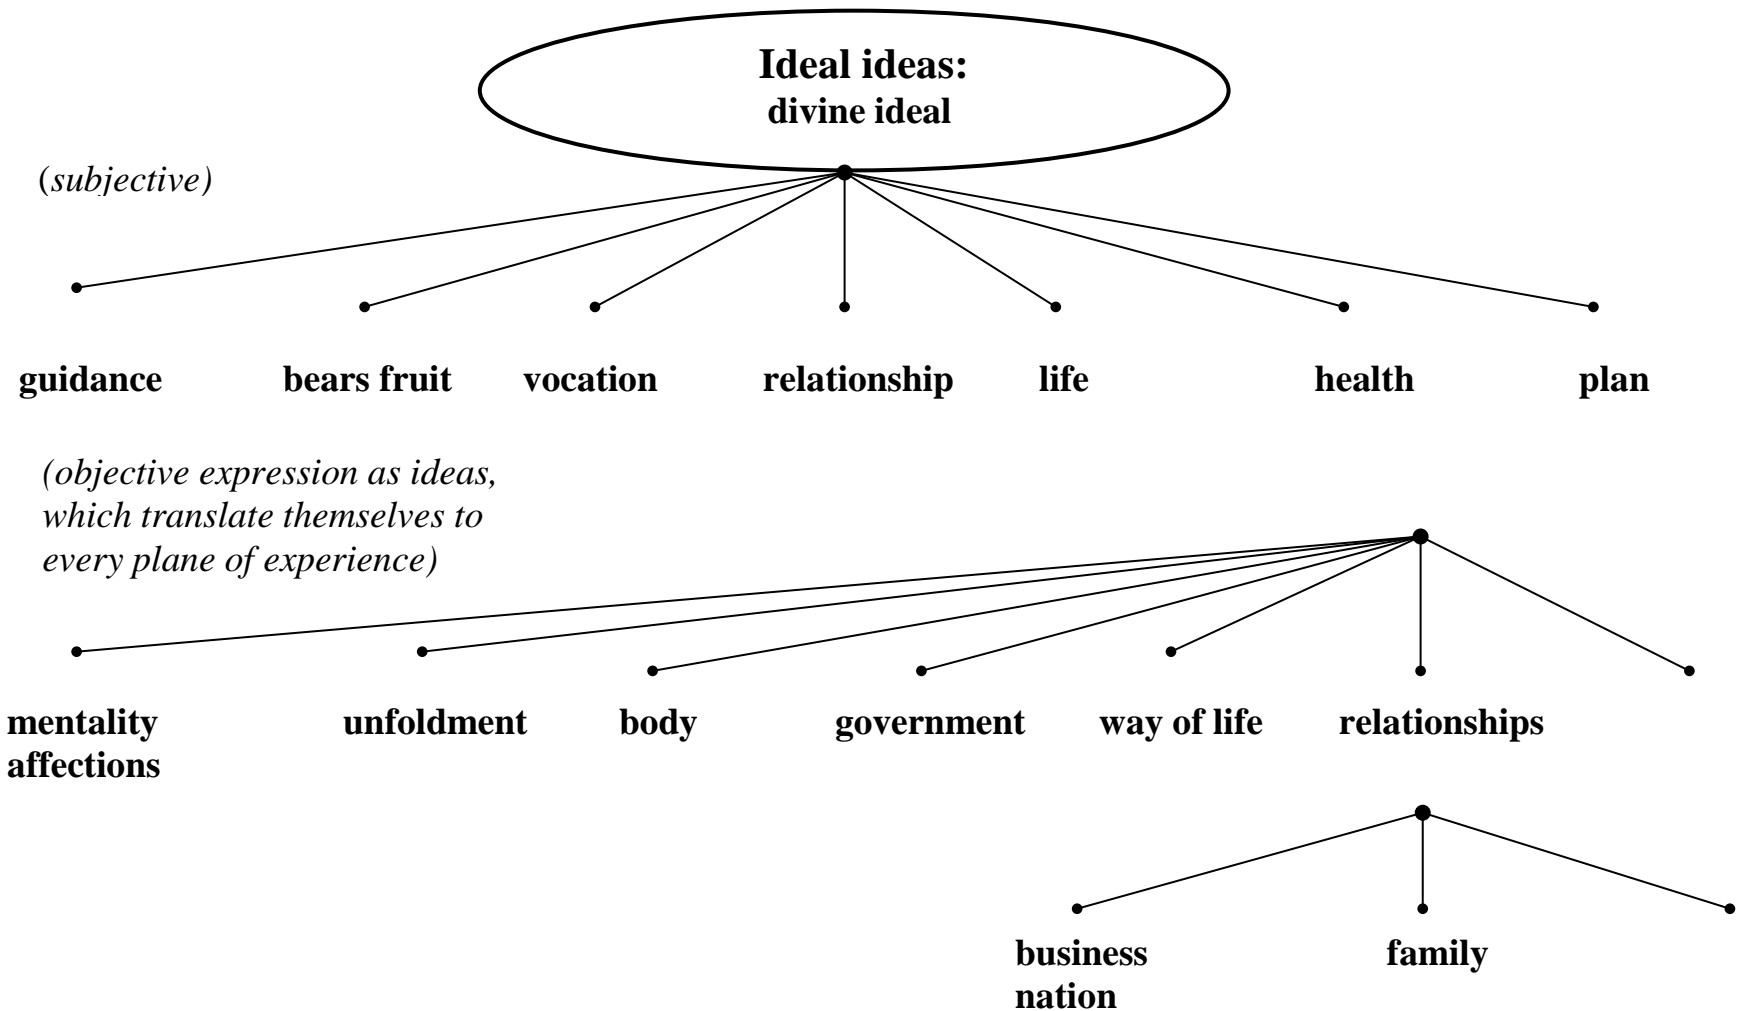 Ideal ideas:
divine ideal
(subjective)
guidance bears fruit vocation relationship life health plan
(objective expression as ideas,
which translate themselves to
every plane of experience)
mentality unfoldment body government way of life relationships
affections
business family
nation